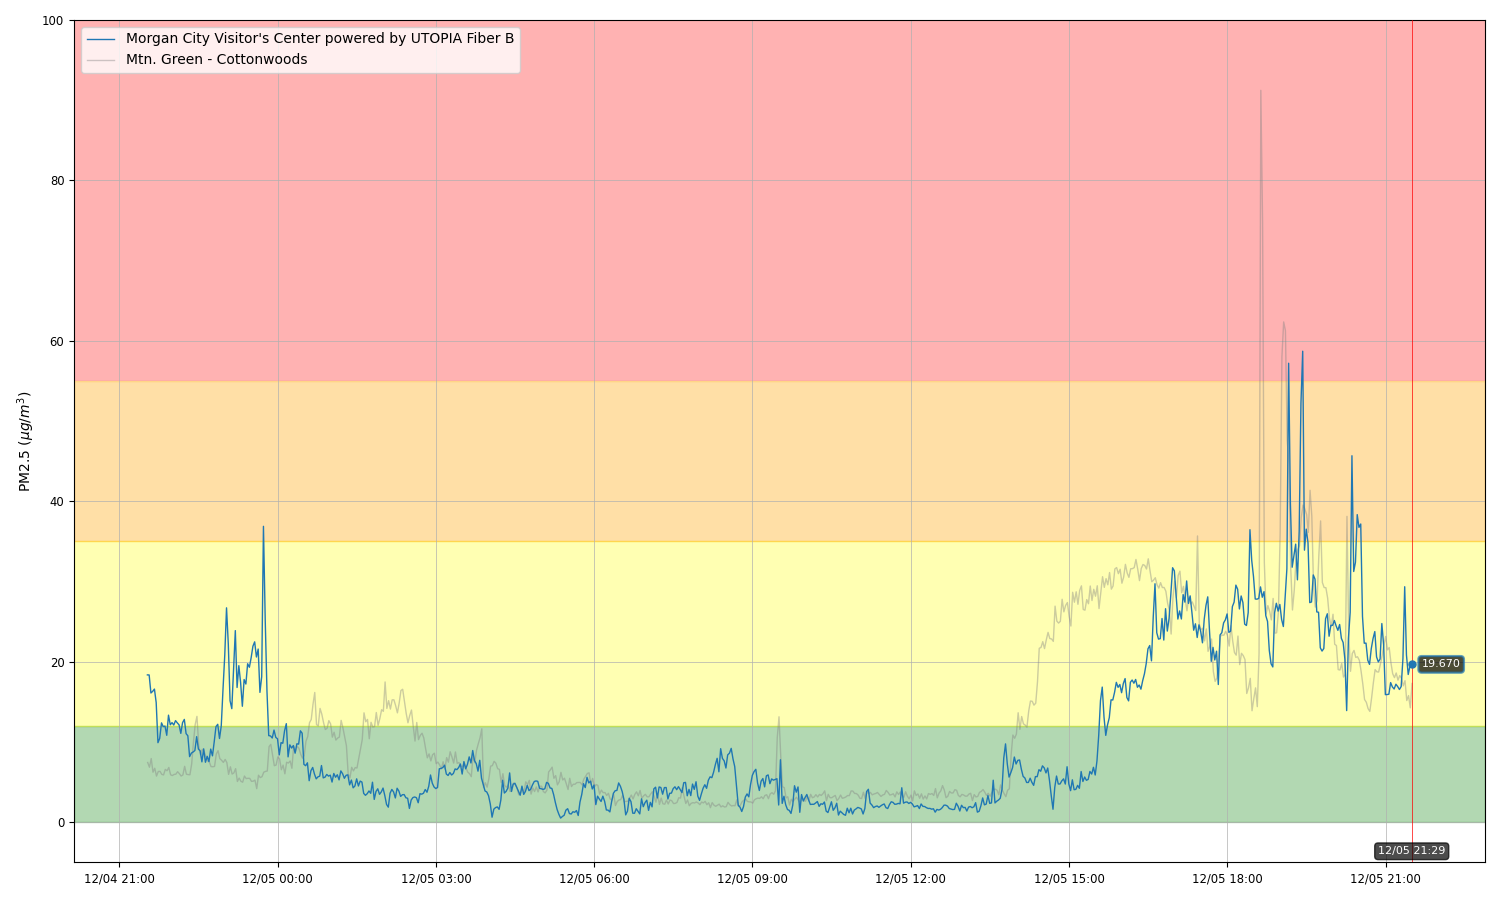 100
Morgan City Visitor's Center powered by UTOPIA Fiber B
Mtn. Green - Cottonwoods
80
60
PM2.5 (μg/m³)
40
20
19.670
0
12/05 21:29
12/04 21:00 12/05 00:00 12/05 03:00 12/05 06:00 12/05 09:00 12/05 12:00 12/05 15:00 12/05 18:00 12/05 21:00